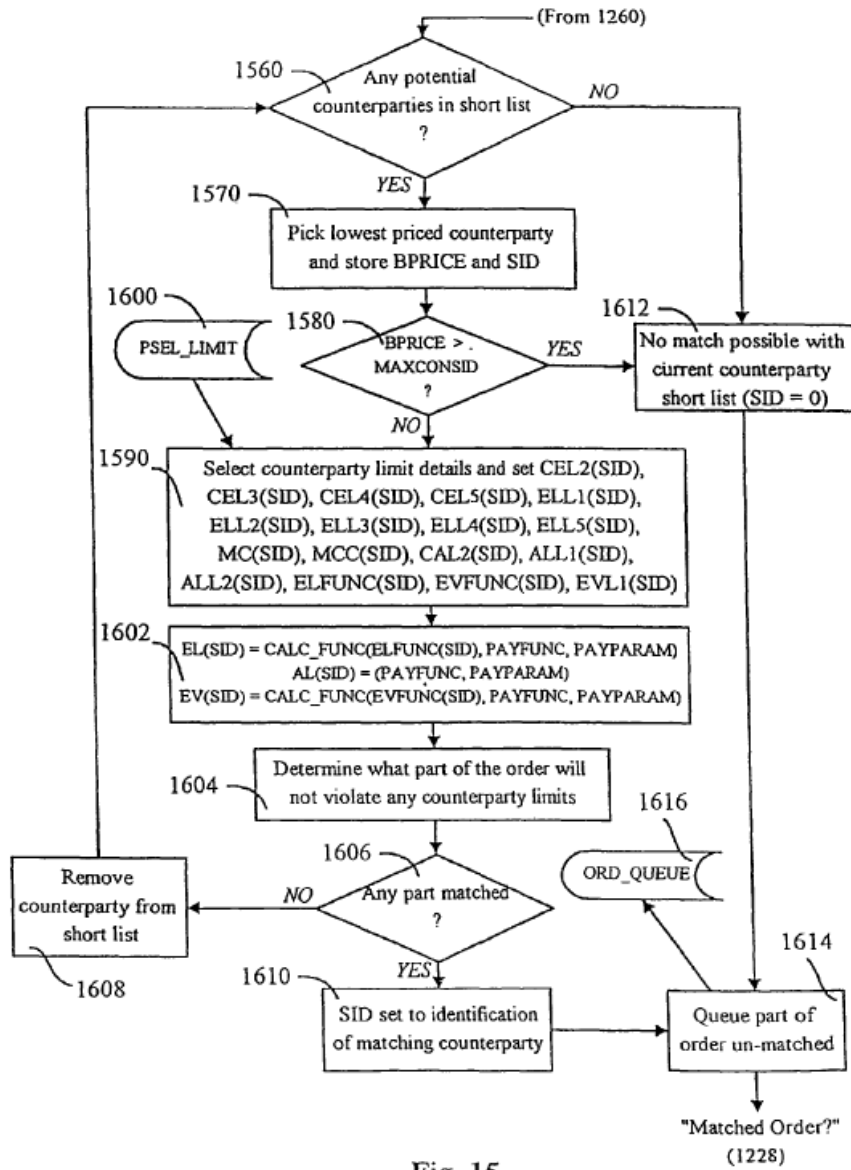 (From 1260)
1560
Any potential
counterparties in short list
?
NO
YES
1570
Pick lowest priced counterparty
and store BPRICE and SID
1600
PSEL_LIMIT
1580
BPRICE >
MAXCONSID
?
YES
NO
1612
No match possible with
current counterparty
short list (SID = 0)
1590
Select counterparty limit details and set CEL2(SID),
CEL3(SID), CEL4(SID), CEL5(SID), ELL1(SID),
ELL2(SID), ELL3(SID), ELL4(SID), ELL5(SID),
MC(SID), MCC(SID), CAL2(SID), ALL1(SID),
ALL2(SID), ELFUNC(SID), EVFUNC(SID), EVL1(SID)
1602
EL(SID) = CALC_FUNC(ELFUNC(SID), PAYFUNC, PAYPARAM)
AL(SID) = (PAYFUNC, PAYPARAM)
EV(SID) = CALC_FUNC(EVFUNC(SID), PAYFUNC, PAYPARAM)
1604
Determine what part of the order will
not violate any counterparty limits
1606
Any part matched
?
NO
YES
Remove
counterparty from
short list
1608
1616
ORD_QUEUE
1610
SID set to identification
of matching counterparty
1614
Queue part of
order un-matched
"Matched Order?"
(1228)
Fig. 15